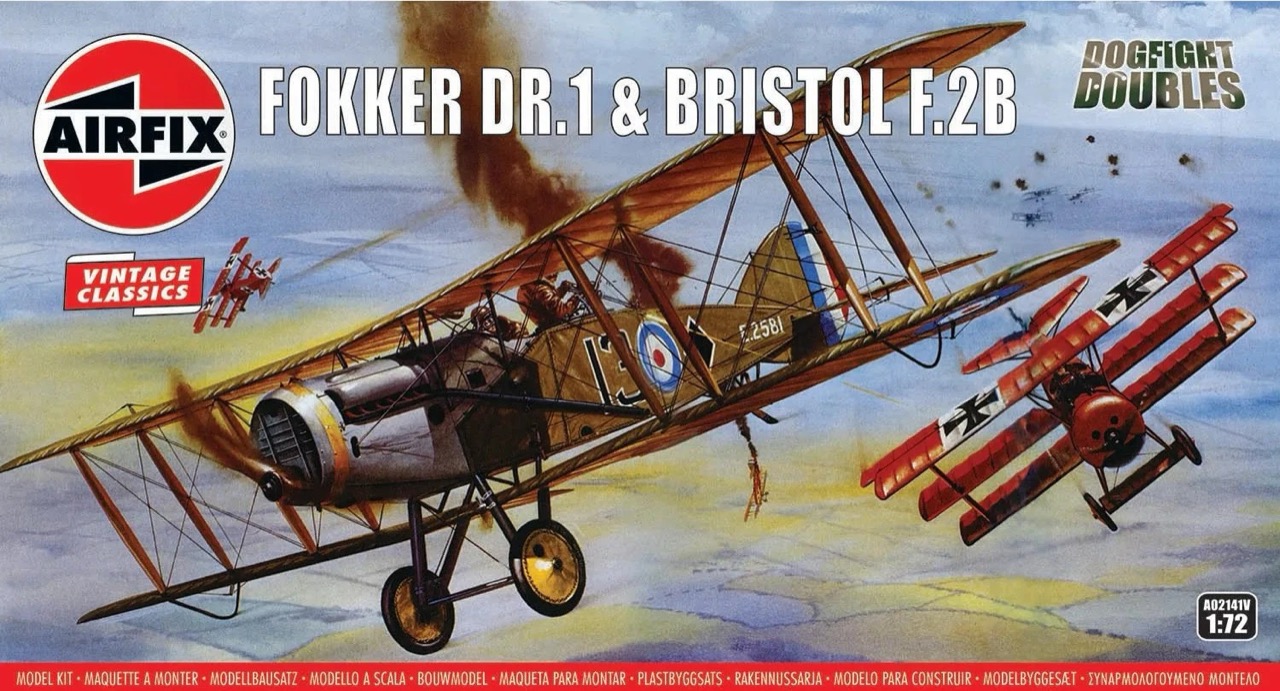 AIRFIX®
FOKKER DR.1 & BRISTOL F.2B
DOGFIGHT
DOUBLES
VINTAGE
CLASSICS
13
E.2581
A02141V
1:72
MODEL KIT • MAQUETTE A MONTER • MODELLBAUSATZ • MODELLO A SCALA • BOUWMODEL • MAQUETA PARA MONTAR • PLASTBYGGSATS • RAKENNUSSARJA • MODELO PARA CONSTRUIR • MODELBYGGESÆT • ΣΥΝΑΡΜΟΛΟΓΟΥΜΕΝΟ ΜΟΝΤΕΛΟ